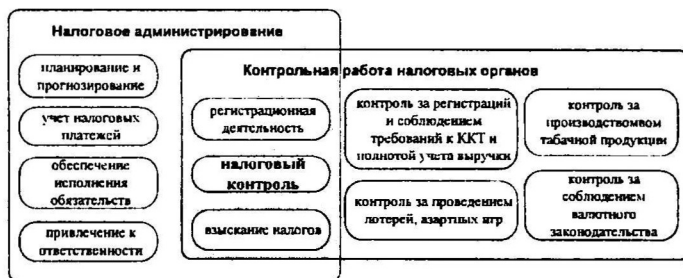 Налоговое администрирование
планирование и
прогнозирование
учет налоговых
платежей
обеспечение
исполнения
обязательств
привлечение к
ответственности
Контрольная работа налоговых органов
регистрационная
деятельность
налоговый
контроль
взыскание налогов
контроль за регистраций
и соблюдением
требований к ККТ и
полнотой учета выручки
контроль за проведением
лотерей, азартных игр
контроль за
производствомвом
табачной продукции
контроль за
соблюдением
валютного
законодательства